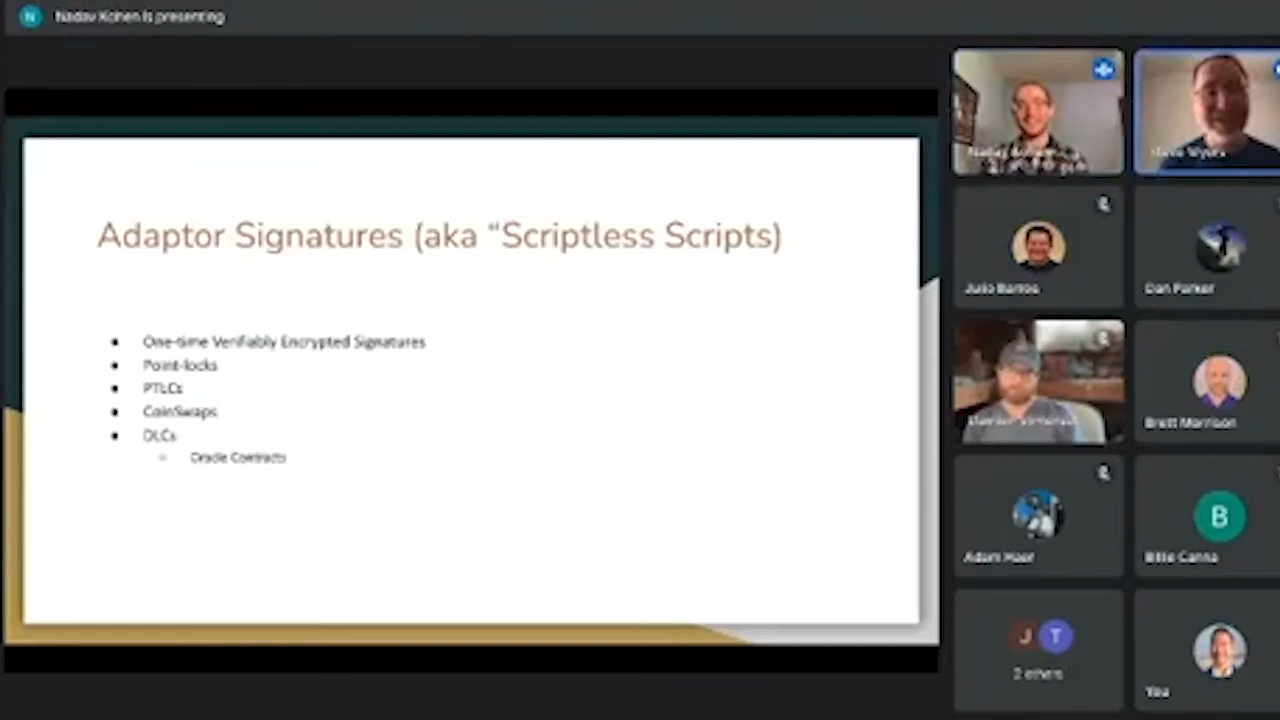 N Nadav Kohen is presenting
Adaptor Signatures (aka “Scriptless Scripts)
● One-time Verifiably Encrypted Signatures
● Point-locks
● PTLCs
● CoinSwaps
● DLCs
○ Oracle Contracts
Julio Barros
Dan Parker
Brett Morrison
Adam
B
Billie Canna
J T
2 others
You